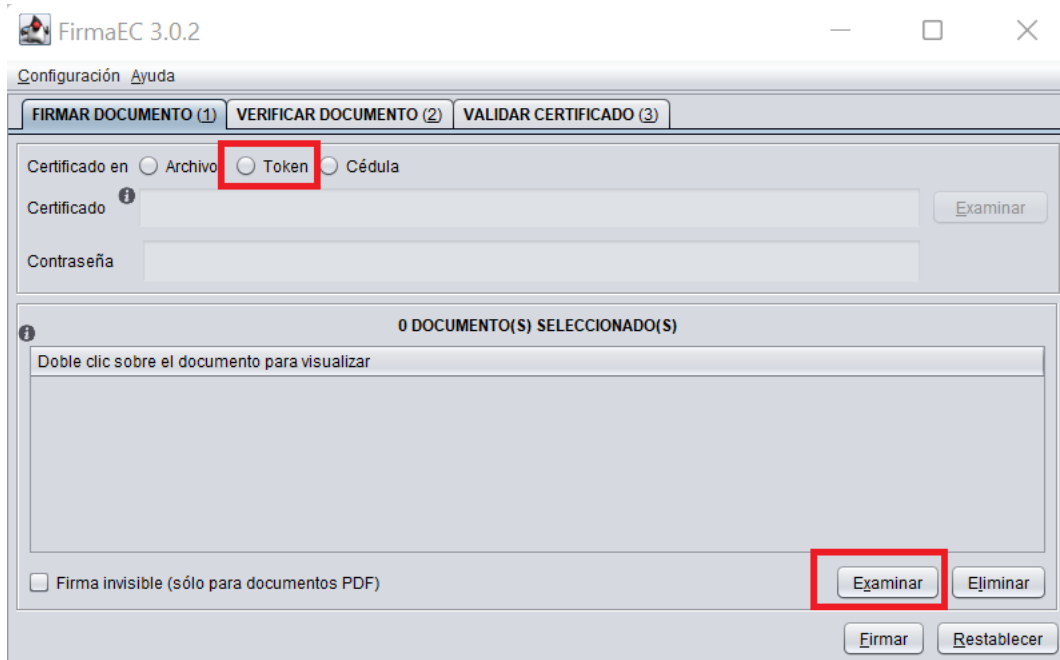 FirmaEC 3.0.2
Configuración Ayuda
FIRMAR DOCUMENTO (1) VERIFICAR DOCUMENTO (2) VALIDAR CERTIFICADO (3)
Certificado en Archivo Token Cédula
Certificado Examinar
Contraseña
0 DOCUMENTO(S) SELECCIONADO(S)
Doble clic sobre el documento para visualizar
Firma invisible (sólo para documentos PDF) Examinar Eliminar
Firmar Restablecer